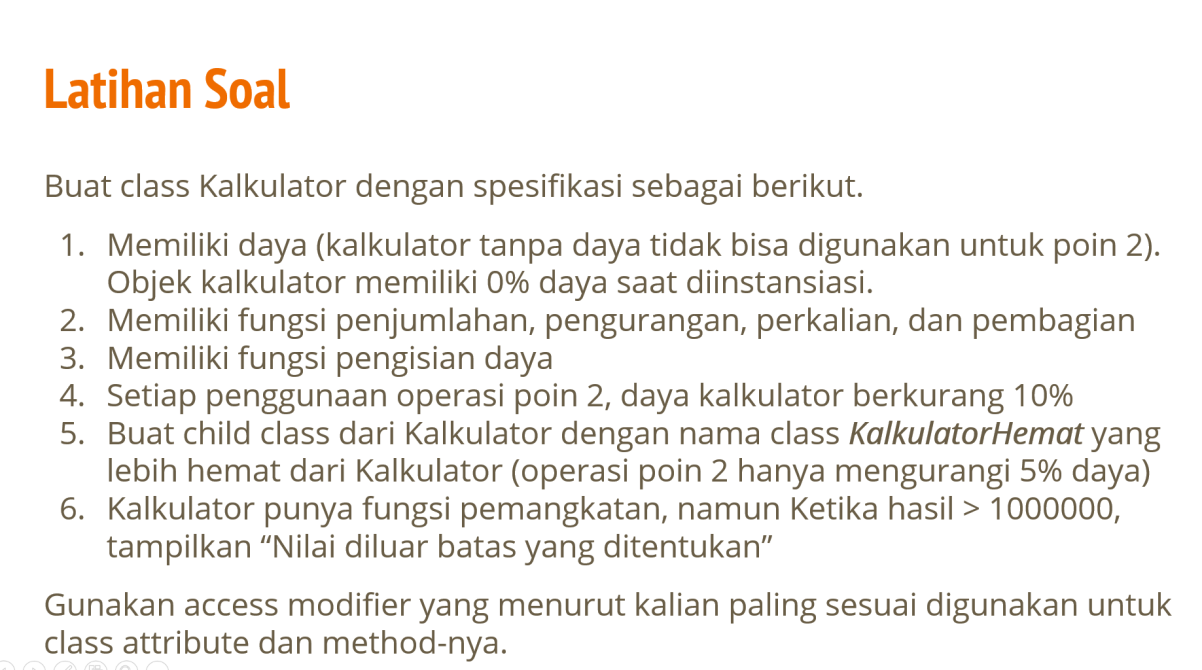 Latihan Soal
Buat class Kalkulator dengan spesifikasi sebagai berikut.
1. Memiliki daya (kalkulator tanpa daya tidak bisa digunakan untuk poin 2).
Objek kalkulator memiliki 0% daya saat diinstansiasi.
2. Memiliki fungsi penjumlahan, pengurangan, perkalian, dan pembagian
3. Memiliki fungsi pengisian daya
4. Setiap penggunaan operasi poin 2, daya kalkulator berkurang 10%
5. Buat child class dari Kalkulator dengan nama class KalkulatorHemat yang
lebih hemat dari Kalkulator (operasi poin 2 hanya mengurangi 5% daya)
6. Kalkulator punya fungsi pemangkatan, namun Ketika hasil > 1000000,
tampilkan “Nilai diluar batas yang ditentukan”
Gunakan access modifier yang menurut kalian paling sesuai digunakan untuk
class attribute dan method-nya.